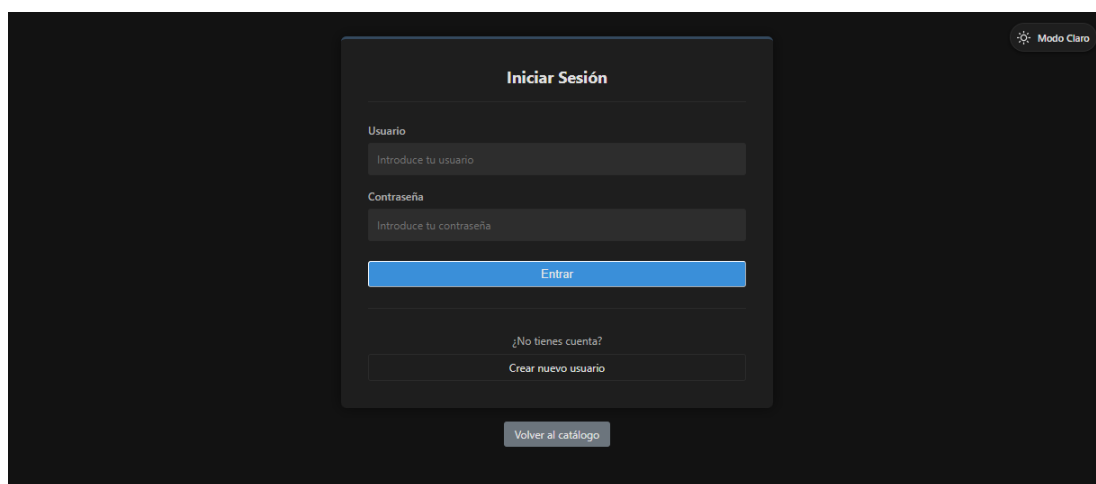 Modo Claro
Iniciar Sesión
Usuario
Introduce tu usuario
Contraseña
Introduce tu contraseña
Entrar
¿No tienes cuenta?
Crear nuevo usuario
Volver al catálogo